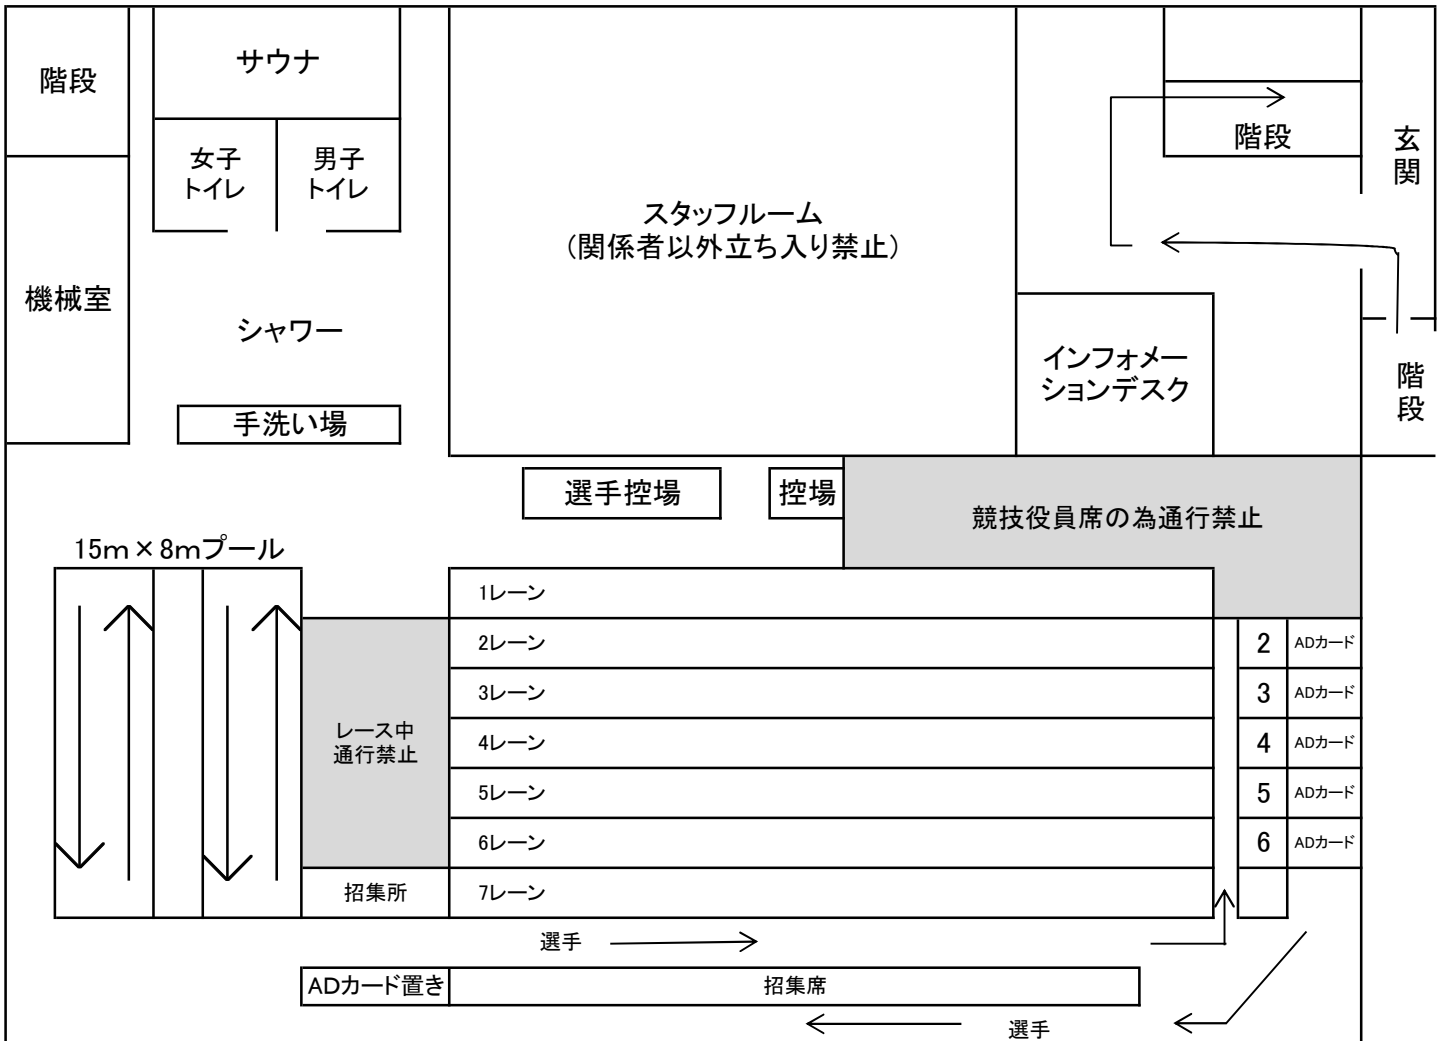 階段
サウナ
女子
トイレ
男子
トイレ
機械室
シャワー
手洗い場
スタッフルーム
（関係者以外立ち入り禁止）
階段
玄関
インフォメー
ションデスク
階段
選手控場
控場
競技役員席の為通行禁止
15m×8mプール
1レーン
2レーン
2 ADカード
3レーン
3 ADカード
レース中
通行禁止
4レーン
4 ADカード
5レーン
5 ADカード
6レーン
6 ADカード
招集所
7レーン
選手
ADカード置き
招集席
選手